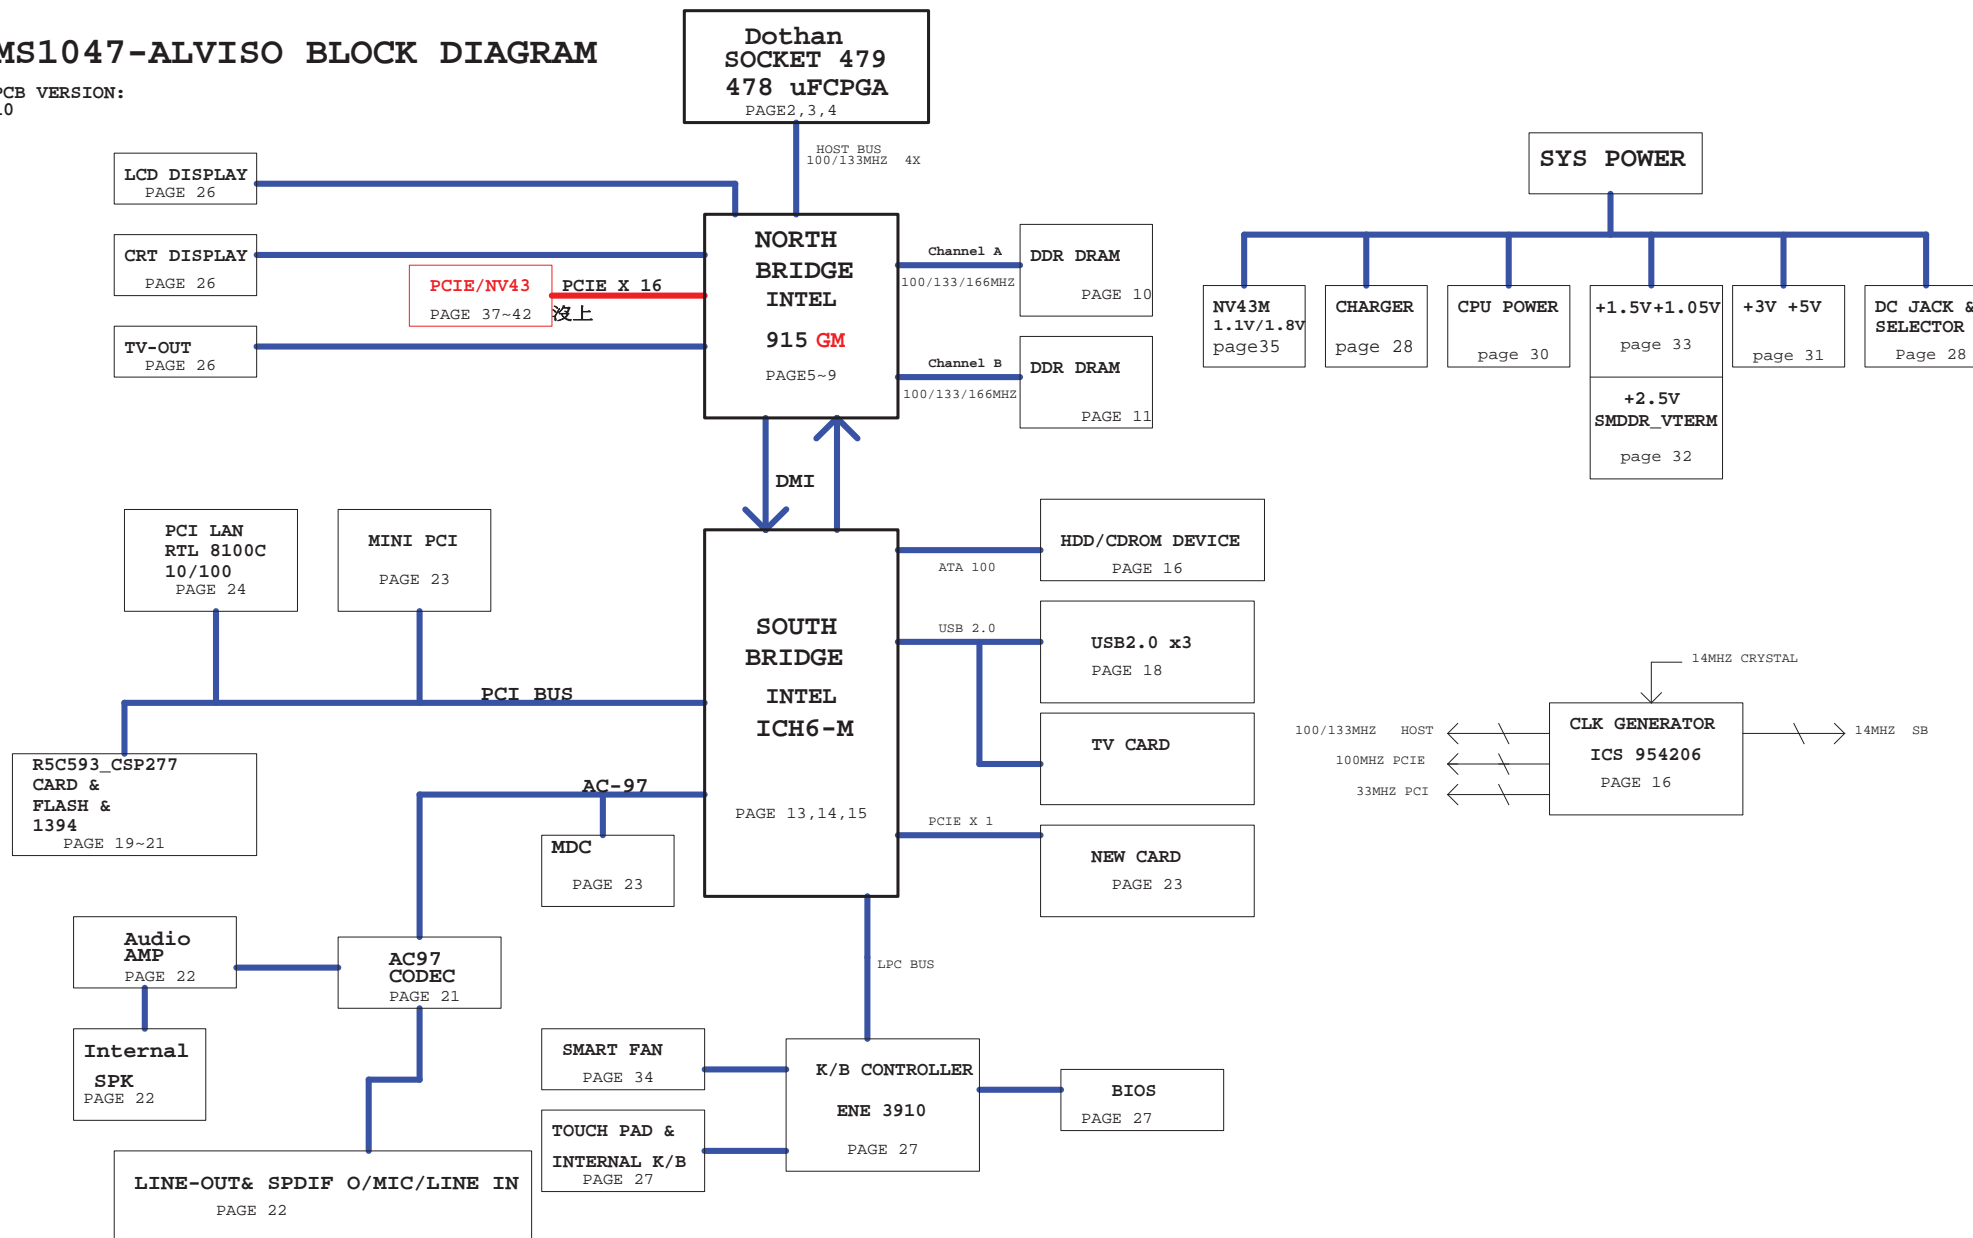 MS1047-ALVISO BLOCK DIAGRAM
PCB VERSION:
10
Dothan
SOCKET 479
478 uFCPGA
PAGE2,3,4
HOST BUS
100/133MHZ 4X
LCD DISPLAY
PAGE 26
CRT DISPLAY
PAGE 26
PCIE/NV43
PAGE 37~42
PCIE X 16
沒上
TV-OUT
PAGE 26
NORTH
BRIDGE
INTEL
915 GM
PAGE5~9
Channel A
100/133/166MHZ
DDR DRAM
PAGE 10
Channel B
100/133/166MHZ
DDR DRAM
PAGE 11
SYS POWER
NV43M
1.1V/1.8V
page35
CHARGER
page 28
CPU POWER
page 30
+1.5V+1.05V
page 33
+2.5V
SMDDR_VTERM
page 32
+3V +5V
page 31
DC JACK &
SELECTOR
Page 28
DMI
PCI LAN
RTL 8100C
10/100
PAGE 24
MINI PCI
PAGE 23
PCI BUS
R5C593_CSP277
CARD &
FLASH &
1394
PAGE 19~21
SOUTH
BRIDGE
INTEL
ICH6-M
PAGE 13,14,15
ATA 100
HDD/CDROM DEVICE
PAGE 16
USB 2.0
USB2.0 x3
PAGE 18
TV CARD
PCIE X 1
NEW CARD
PAGE 23
14MHZ CRYSTAL
CLK GENERATOR
ICS 954206
PAGE 16
100/133MHZ HOST
100MHZ PCIE
33MHZ PCI
14MHZ SB
AC-97
MDC
PAGE 23
Audio
AMP
PAGE 22
AC97
CODEC
PAGE 21
Internal
SPK
PAGE 22
LINE-OUT& SPDIF O/MIC/LINE IN
PAGE 22
LPC BUS
SMART FAN
PAGE 34
TOUCH PAD &
INTERNAL K/B
PAGE 27
K/B CONTROLLER
ENE 3910
PAGE 27
BIOS
PAGE 27